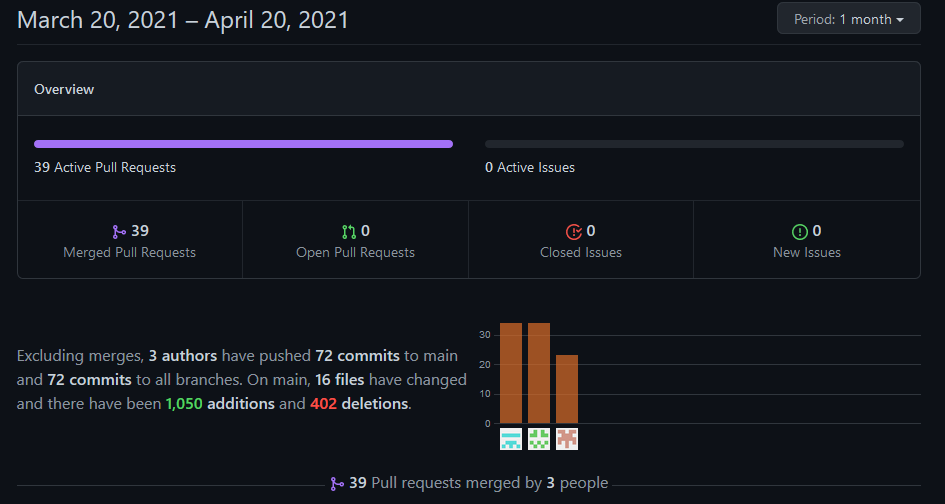 March 20, 2021 – April 20, 2021
Period: 1 month
Overview
39 Active Pull Requests
0 Active Issues
39
Merged Pull Requests
0
Open Pull Requests
0
Closed Issues
0
New Issues
Excluding merges, 3 authors have pushed 72 commits to main
and 72 commits to all branches. On main, 16 files have changed
and there have been 1,050 additions and 402 deletions.
30
20
10
0
39 Pull requests merged by 3 people